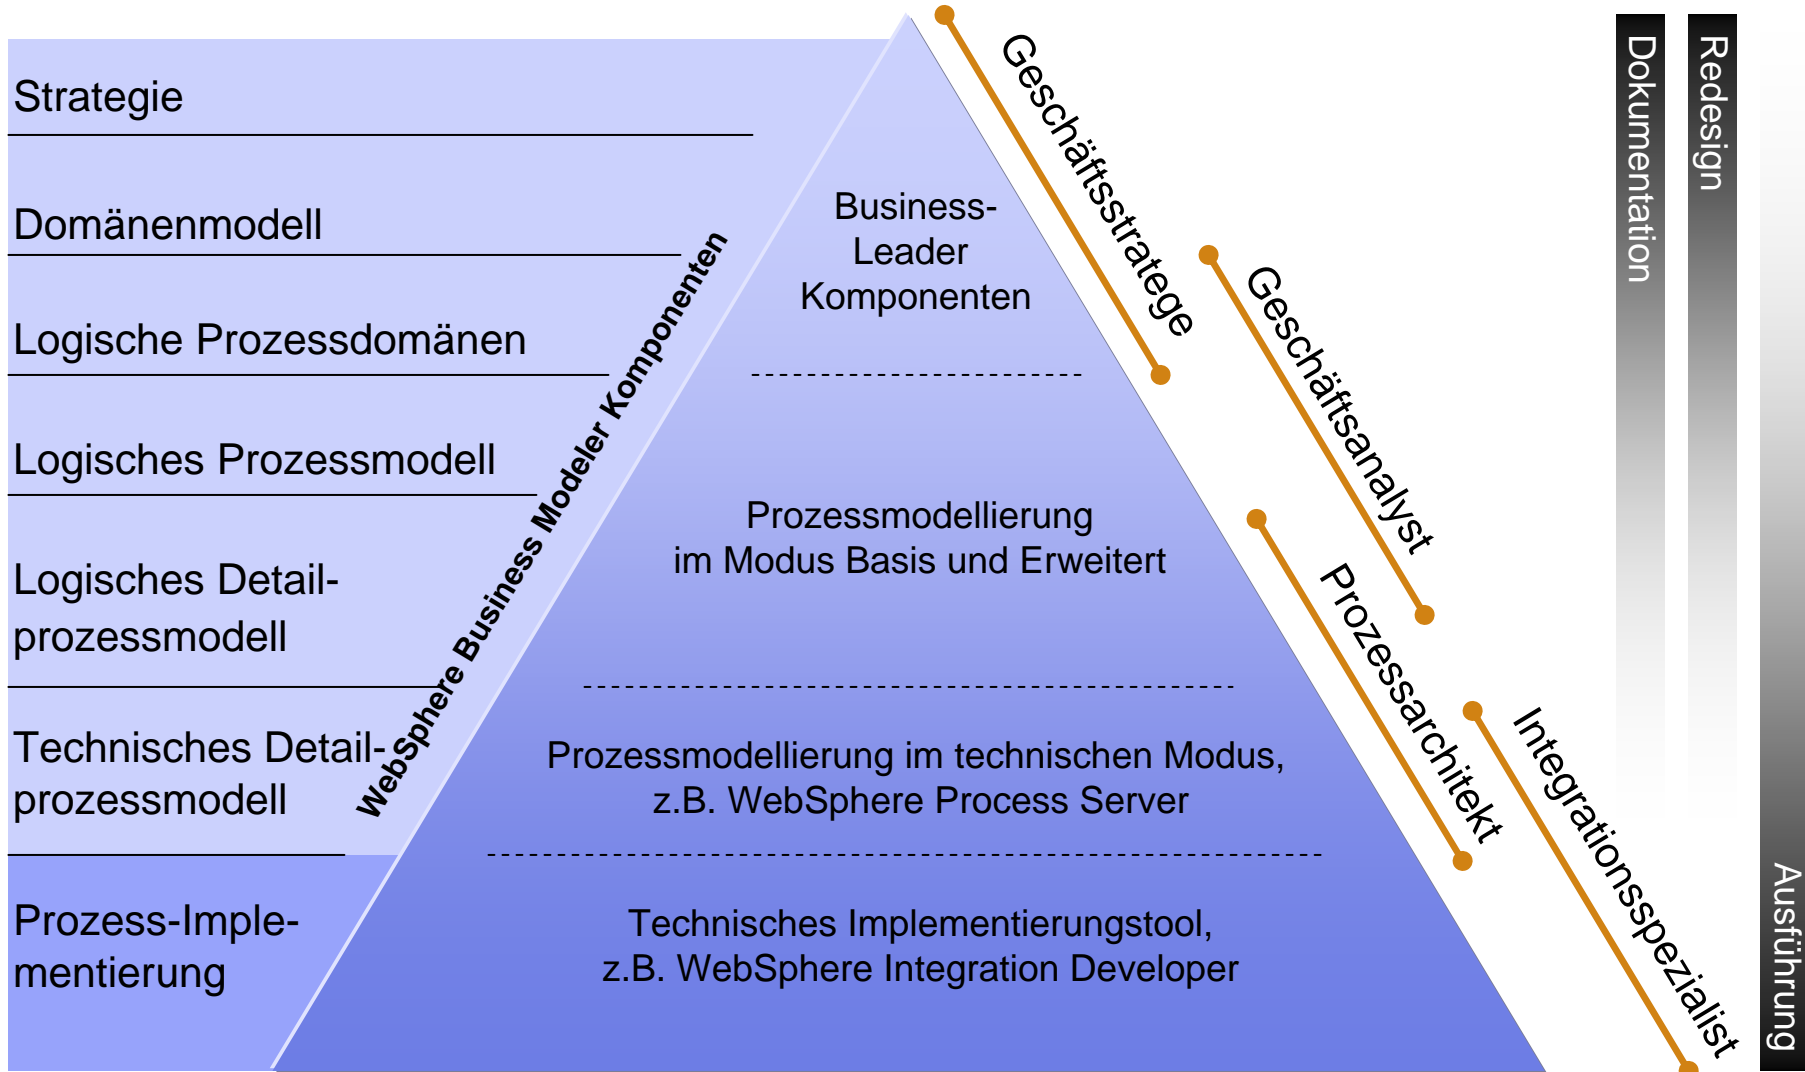 Strategie
Domänenmodell
Logische Prozessdomänen
Logisches Prozessmodell
Logisches Detail-
prozessmodell
Technisches Detail-
prozessmodell
Prozess-Imple-
mentierung
WebSphere Business Modeler Komponenten
Business-
Leader
Komponenten
Prozessmodellierung
im Modus Basis und Erweitert
Prozessmodellierung im technischen Modus,
z.B. WebSphere Process Server
Technisches Implementierungstool,
z.B. WebSphere Integration Developer
Geschäftsstratege
Geschäftsanalyst
Prozessarchitekt
Integrationsspezialist
Dokumentation
Redesign
Ausführung